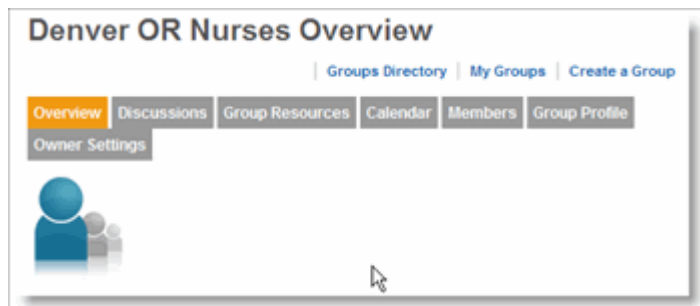 Denver OR Nurses Overview
Groups Directory | My Groups | Create a Group
Overview Discussions Group Resources Calendar Members Group Profile
Owner Settings